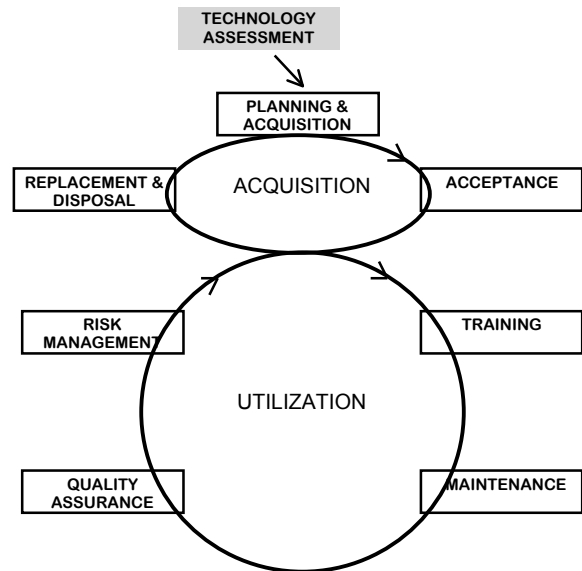 TECHNOLOGY
ASSESSMENT
PLANNING &
ACQUISITION
REPLACEMENT &
DISPOSAL
ACQUISITION
ACCEPTANCE
RISK
MANAGEMENT
TRAINING
UTILIZATION
QUALITY
ASSURANCE
MAINTENANCE